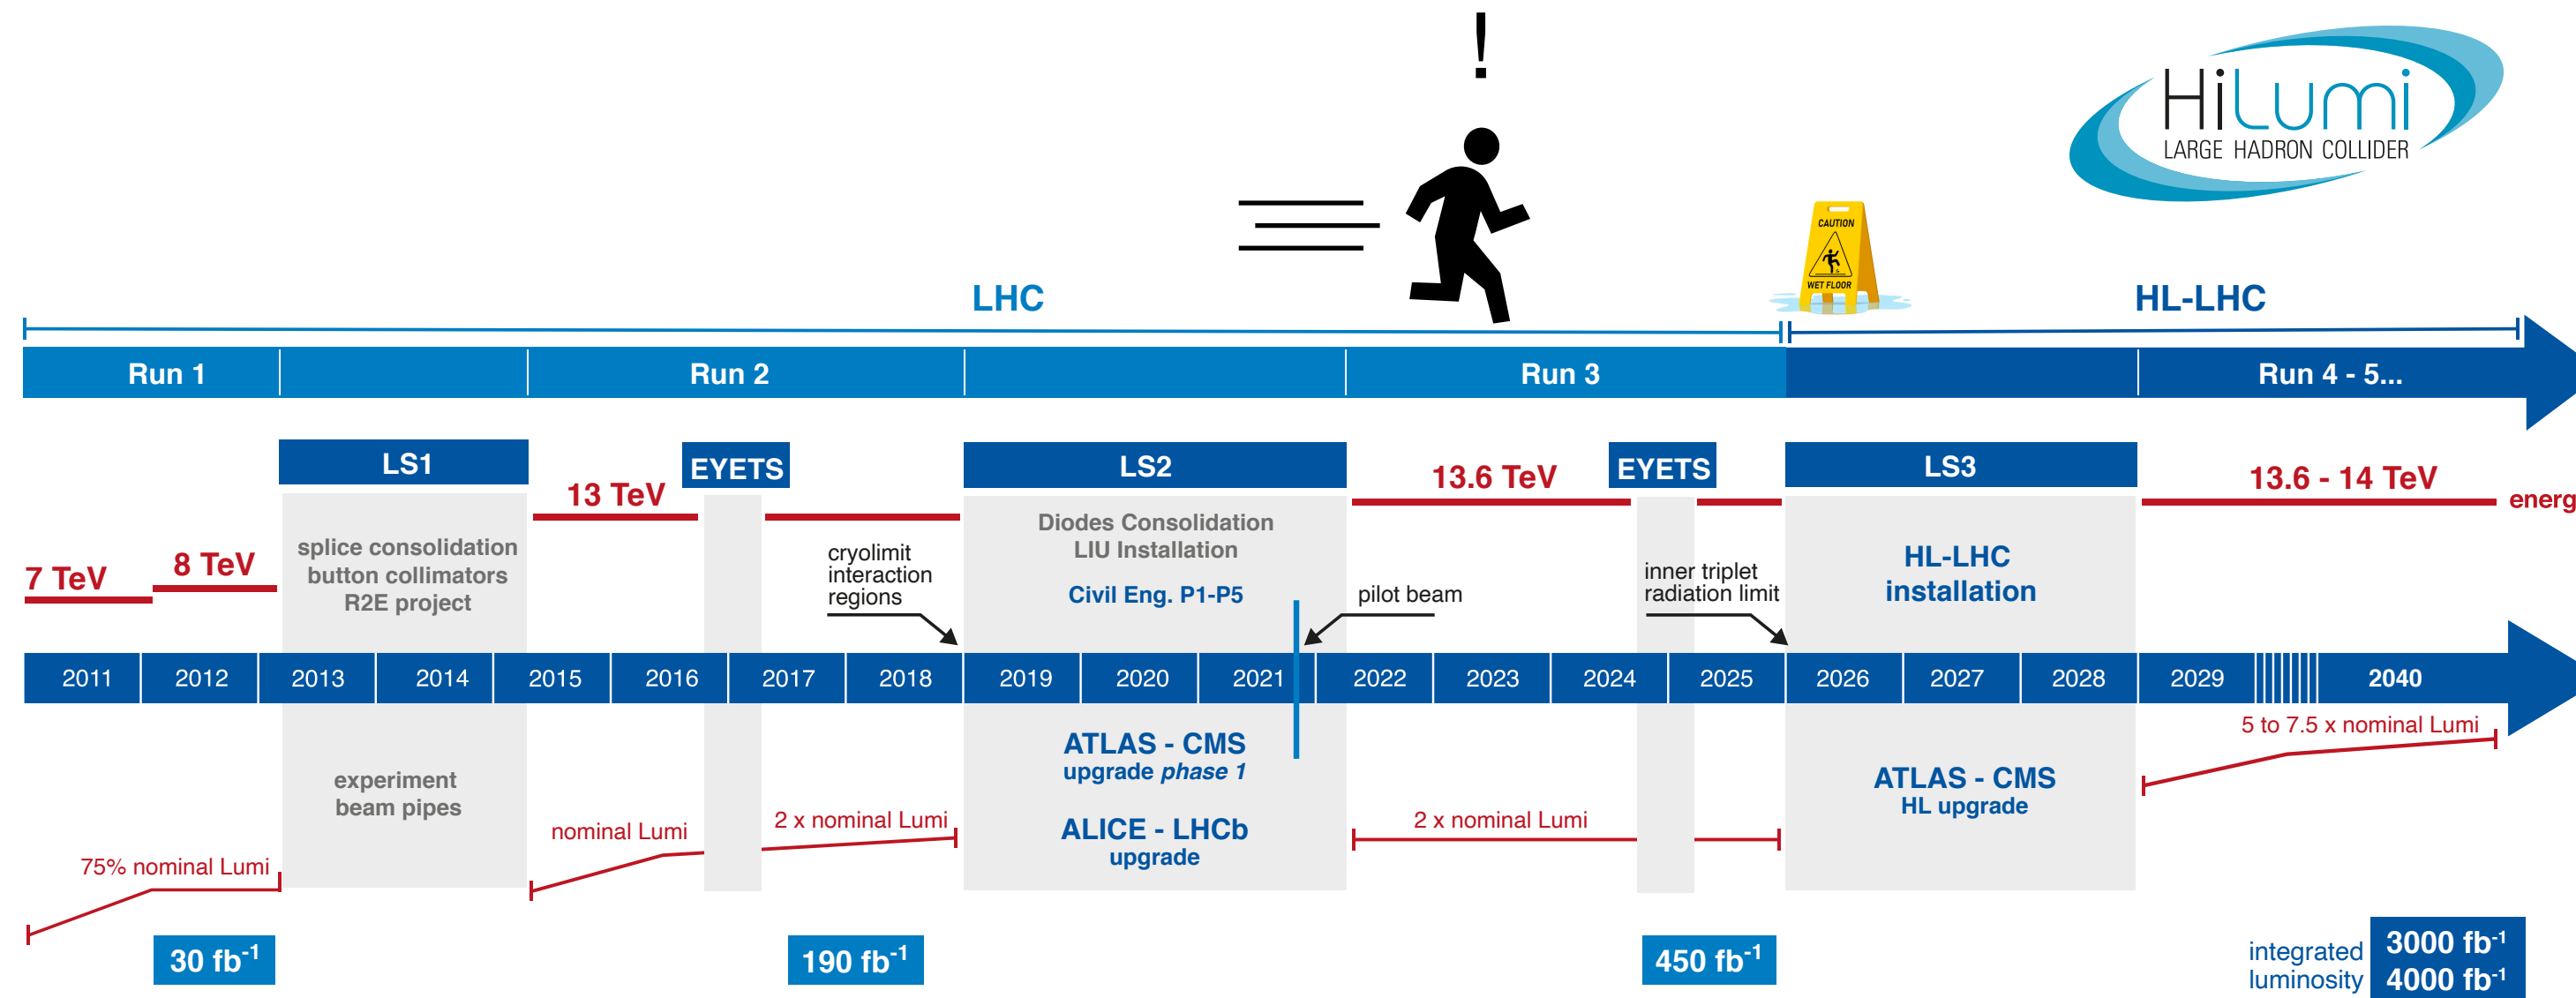 !
HiLumi
LARGE HADRON COLLIDER
CAUTION
WET FLOOR
LHC
HL-LHC
Run 1
Run 2
Run 3
Run 4 - 5...
LS1
EYETS
LS2
EYETS
LS3
13 TeV
13.6 TeV
13.6 - 14 TeV
energ
7 TeV
8 TeV
splice consolidation
button collimators
R2E project
cryolimit
interaction
regions
Diodes Consolidation
LIU Installation
Civil Eng. P1-P5
pilot beam
inner triplet
radiation limit
HL-LHC
installation
2011 2012 2013 2014 2015 2016 2017 2018 2019 2020 2021 2022 2023 2024 2025 2026 2027 2028 2029 2040
5 to 7.5 x nominal Lumi
experiment
beam pipes
ATLAS - CMS
upgrade phase 1
ALICE - LHCb
upgrade
ATLAS - CMS
HL upgrade
75% nominal Lumi
nominal Lumi
2 x nominal Lumi
2 x nominal Lumi
30 fb⁻¹
190 fb⁻¹
450 fb⁻¹
integrated
luminosity
3000 fb⁻¹
4000 fb⁻¹